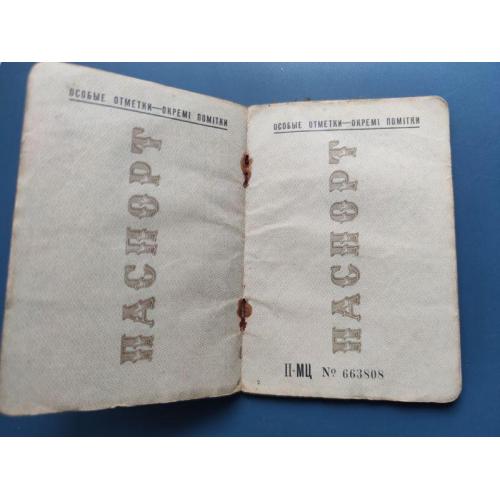 ОСОБЫЕ ОТМЕТКИ—ОКРЕМІ ПОМІТКИ
ПАСПОРТ
ОСОБЫЕ ОТМЕТКИ—ОКРЕМІ ПОМІТКИ
ПАСПОРТ
II-МЦ № 663808